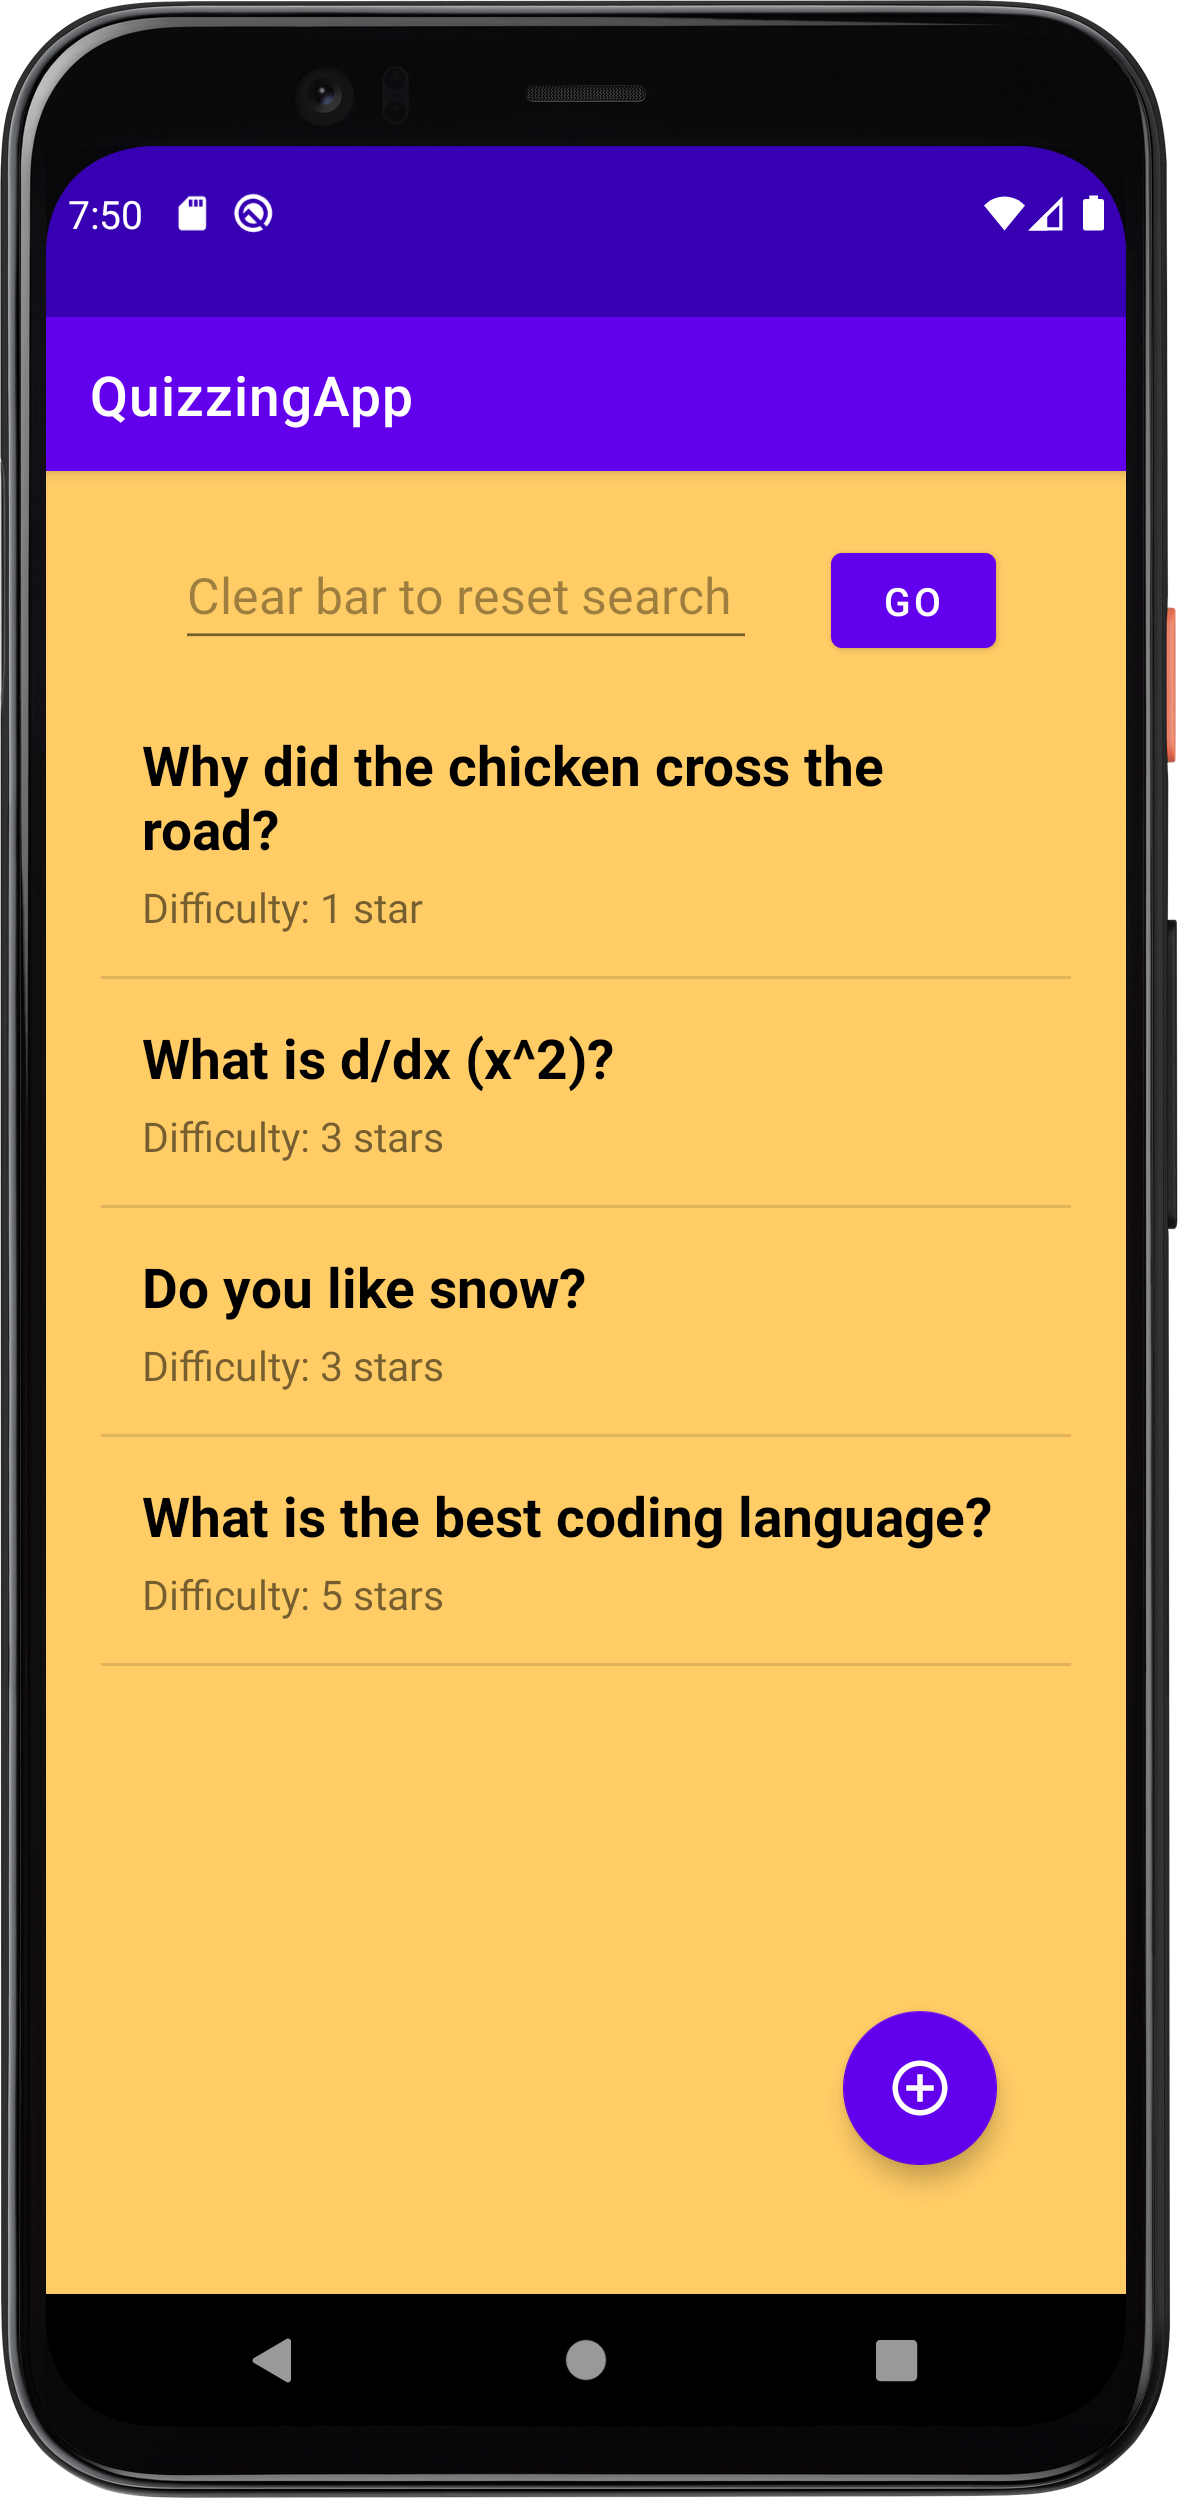 7:50
QuizzingApp
Clear bar to reset search
GO
Why did the chicken cross the
road?
Difficulty: 1 star
What is d/dx (x^2)?
Difficulty: 3 stars
Do you like snow?
Difficulty: 3 stars
What is the best coding language?
Difficulty: 5 stars